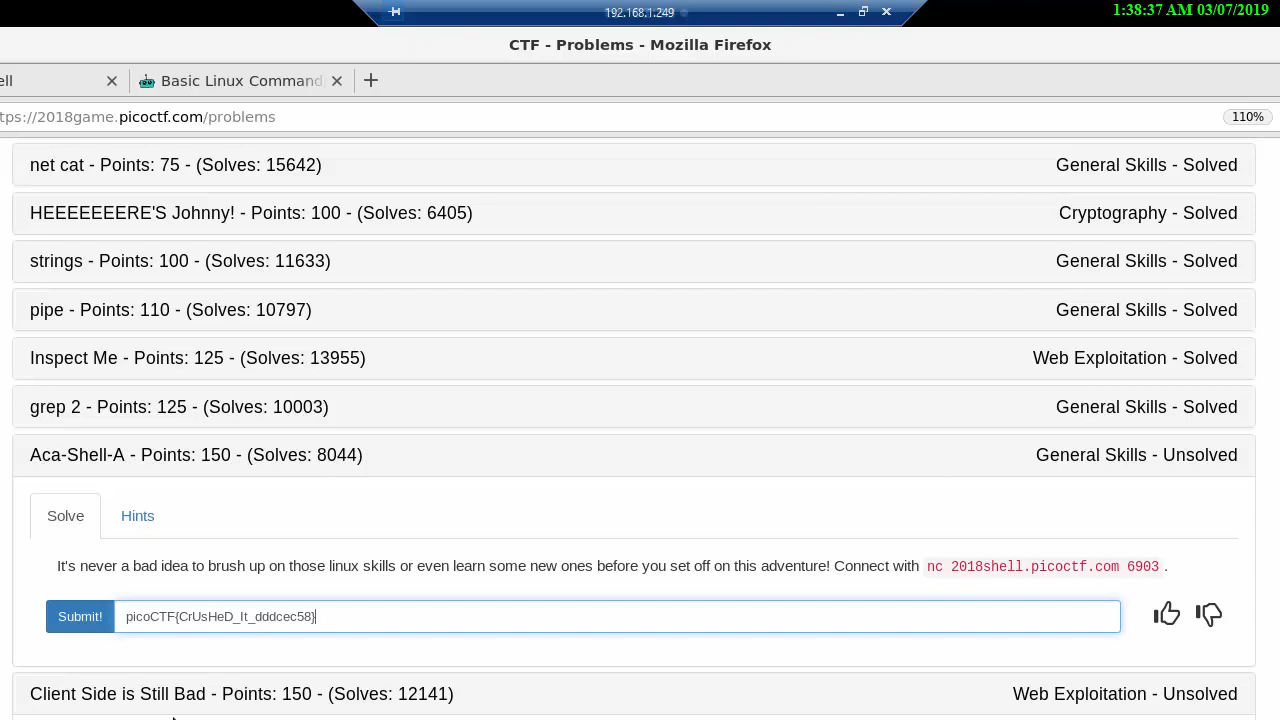 192.168.1.249
1:38:37 AM 03/07/2019
CTF - Problems - Mozilla Firefox
ell
Basic Linux Command
tps://2018game.picoctf.com/problems
110%
net cat - Points: 75 - (Solves: 15642) General Skills - Solved
HEEEEEEERE'S Johnny! - Points: 100 - (Solves: 6405) Cryptography - Solved
strings - Points: 100 - (Solves: 11633) General Skills - Solved
pipe - Points: 110 - (Solves: 10797) General Skills - Solved
Inspect Me - Points: 125 - (Solves: 13955) Web Exploitation - Solved
grep 2 - Points: 125 - (Solves: 10003) General Skills - Solved
Aca-Shell-A - Points: 150 - (Solves: 8044) General Skills - Unsolved
Solve Hints
It's never a bad idea to brush up on those linux skills or even learn some new ones before you set off on this adventure! Connect with nc 2018shell.picoctf.com 6903 .
Submit! picoCTF{CrUsHeD_It_dddcec58}
Client Side is Still Bad - Points: 150 - (Solves: 12141) Web Exploitation - Unsolved